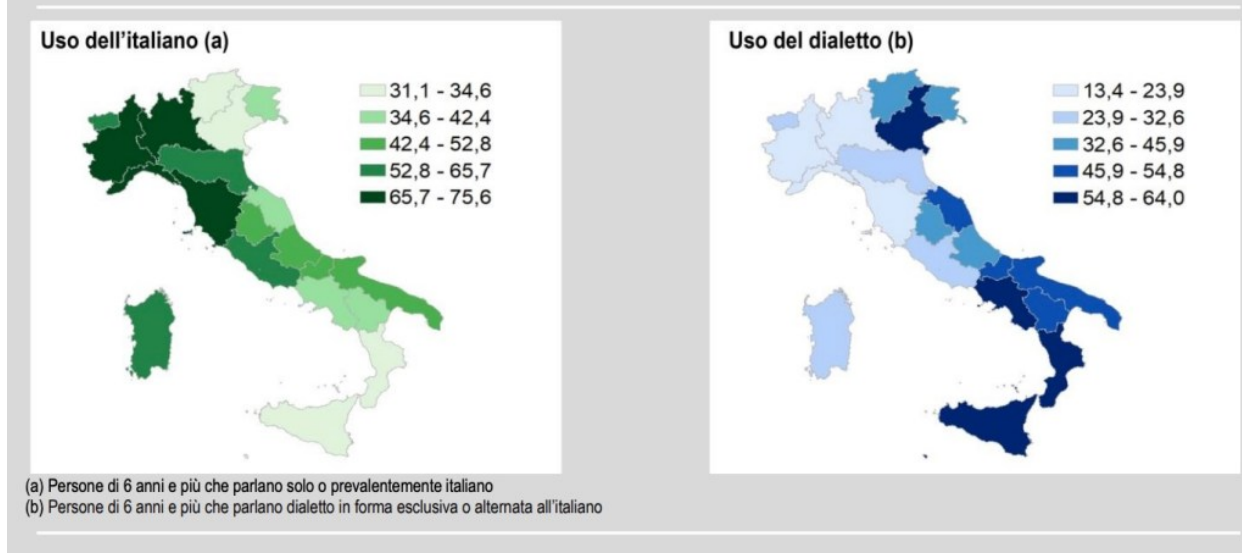 Uso dell'italiano (a)
31,1 - 34,6
34,6 - 42,4
42,4 - 52,8
52,8 - 65,7
65,7 - 75,6
Uso del dialetto (b)
13,4 - 23,9
23,9 - 32,6
32,6 - 45,9
45,9 - 54,8
54,8 - 64,0
(a) Persone di 6 anni e più che parlano solo o prevalentemente italiano
(b) Persone di 6 anni e più che parlano dialetto in forma esclusiva o alternata all'italiano